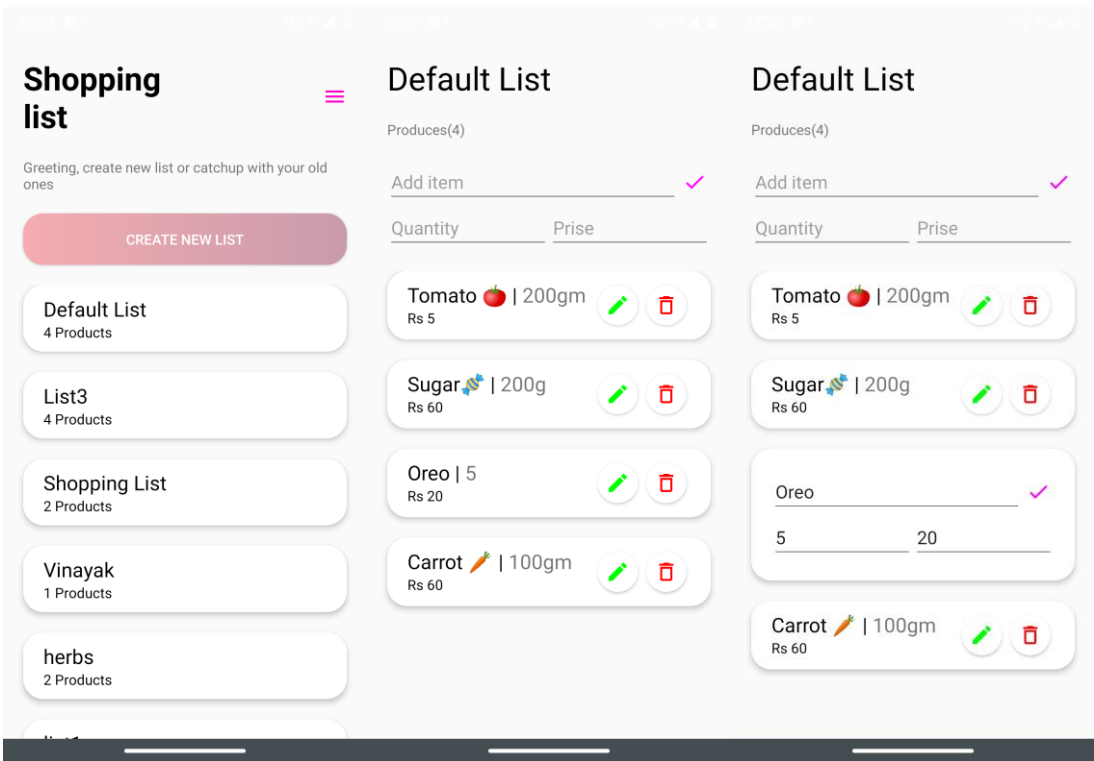 Shopping
list
Greeting, create new list or catchup with your old
ones
CREATE NEW LIST
Default List
4 Products
List3
4 Products
Shopping List
2 Products
Vinayak
1 Products
herbs
2 Products
Default List
Produces(4)
Add item
Quantity Prise
Tomato 🍅 | 200gm
Rs 5
Sugar🍬 | 200g
Rs 60
Oreo | 5
Rs 20
Carrot 🥕 | 100gm
Rs 60
Default List
Produces(4)
Add item
Quantity Prise
Tomato 🍅 | 200gm
Rs 5
Sugar🍬 | 200g
Rs 60
Oreo
5 20
Carrot 🥕 | 100gm
Rs 60